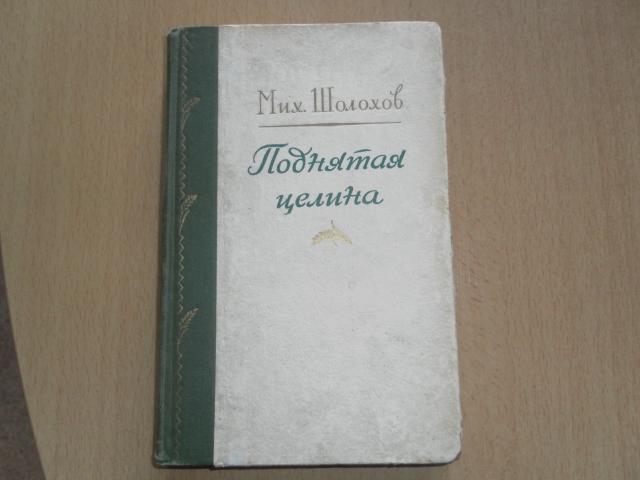 Мих. Шолохов
Поднятая
целина